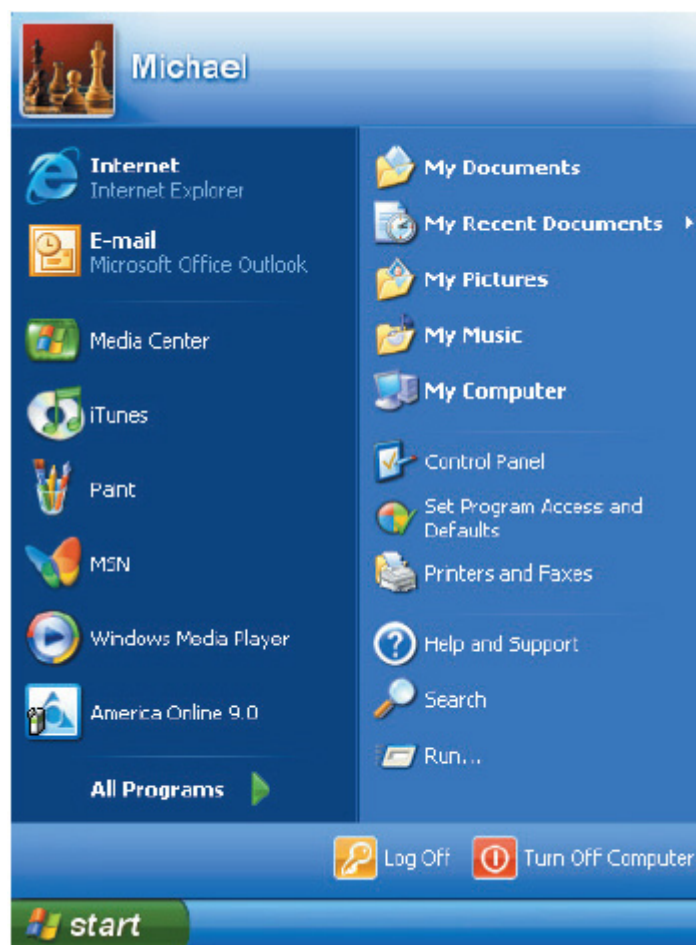 Michael
Internet
Internet Explorer
E-mail
Microsoft Office Outlook
Media Center
iTunes
Paint
MSN
Windows Media Player
America Online 9.0
All Programs
My Documents
My Recent Documents
My Pictures
My Music
My Computer
Control Panel
Set Program Access and
Defaults
Printers and Faxes
Help and Support
Search
Run...
Log Off
Turn Off Computer
start